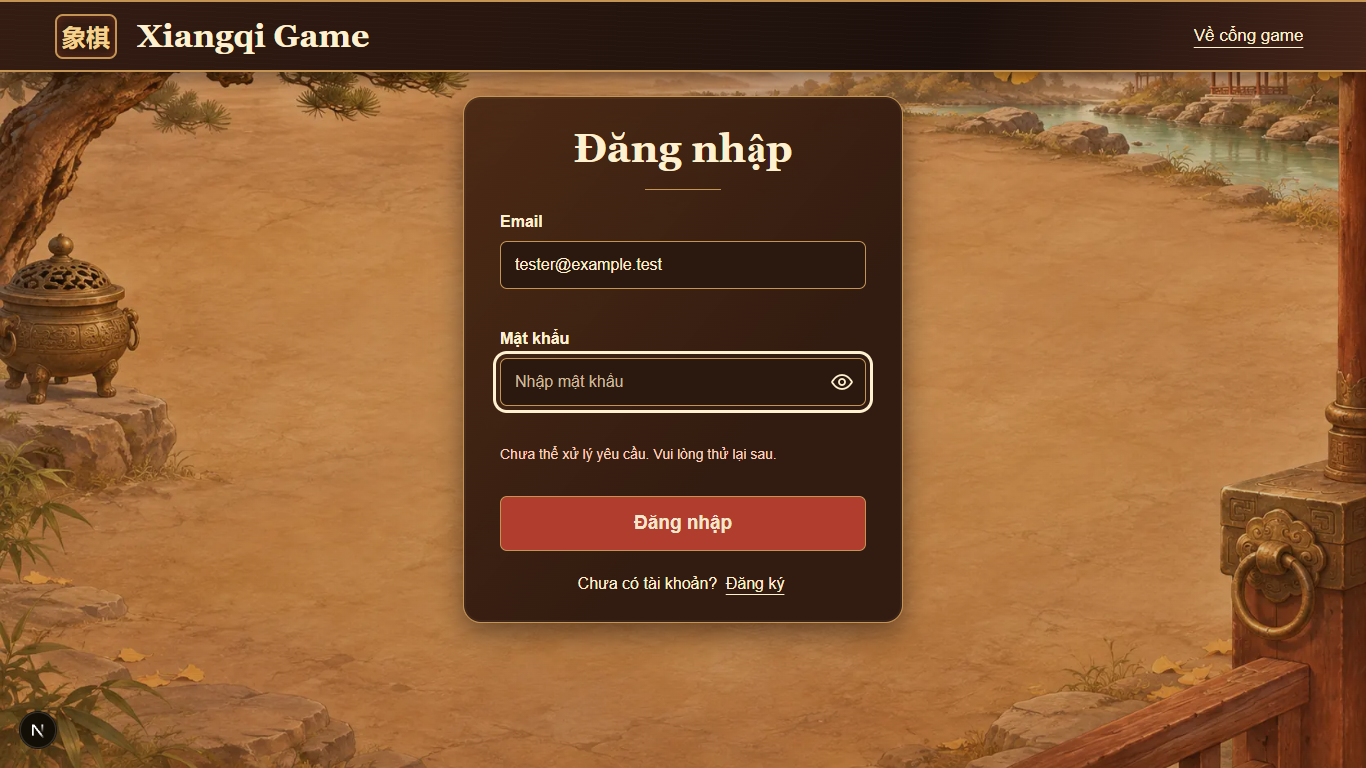 象棋 Xiangqi Game Về cổng game
Đăng nhập
Email
tester@example.test
Mật khẩu
Nhập mật khẩu
Chưa thể xử lý yêu cầu. Vui lòng thử lại sau.
Đăng nhập
Chưa có tài khoản? Đăng ký
N